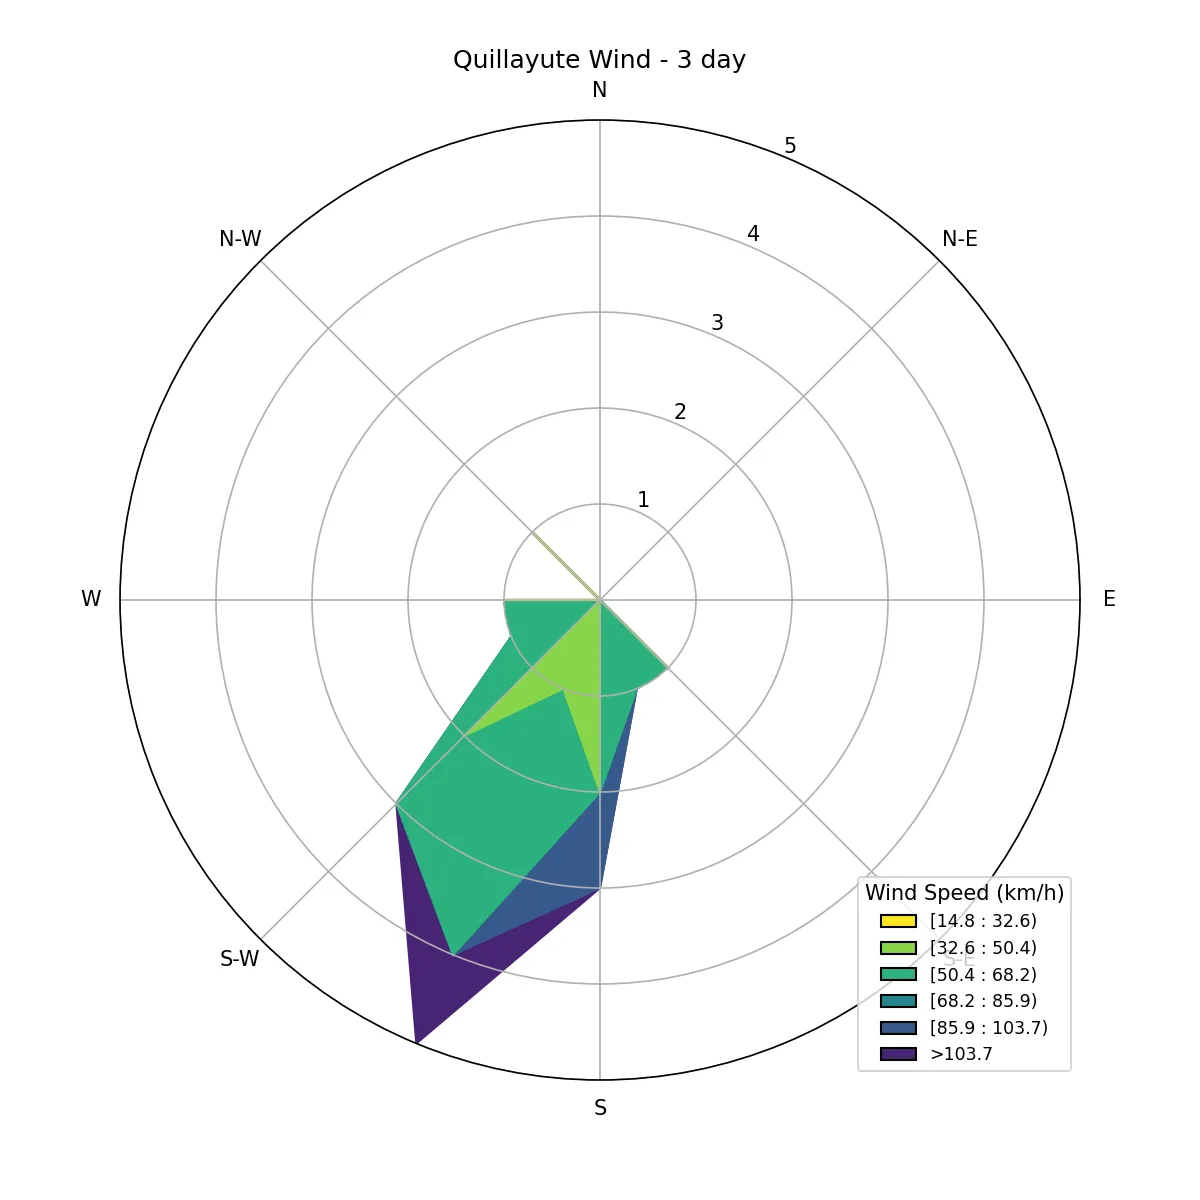 Quillayute Wind - 3 day
N
5
N-W
4
N-E
3
2
1
W
E
Wind Speed (km/h)
[14.8 : 32.6)
[32.6 : 50.4)
S-W
S-E
[50.4 : 68.2)
[68.2 : 85.9)
[85.9 : 103.7)
>103.7
S